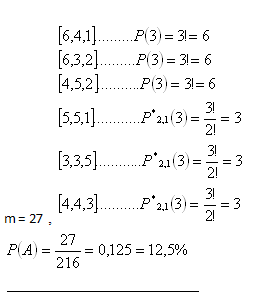 [6,4,1].........P(3) = 3!= 6
[6,3,2].........P(3) = 3!= 6
[4,5,2].........P(3) = 3!= 6
[5,5,1]..........P*2,1(3) = 3!/2! = 3
[3,3,5]..........P*2,1(3) = 3!/2! = 3
[4,4,3]..........P*2,1(3) = 3!/2! = 3
m = 27 ,
P(A) = 27/216 = 0,125 = 12,5%